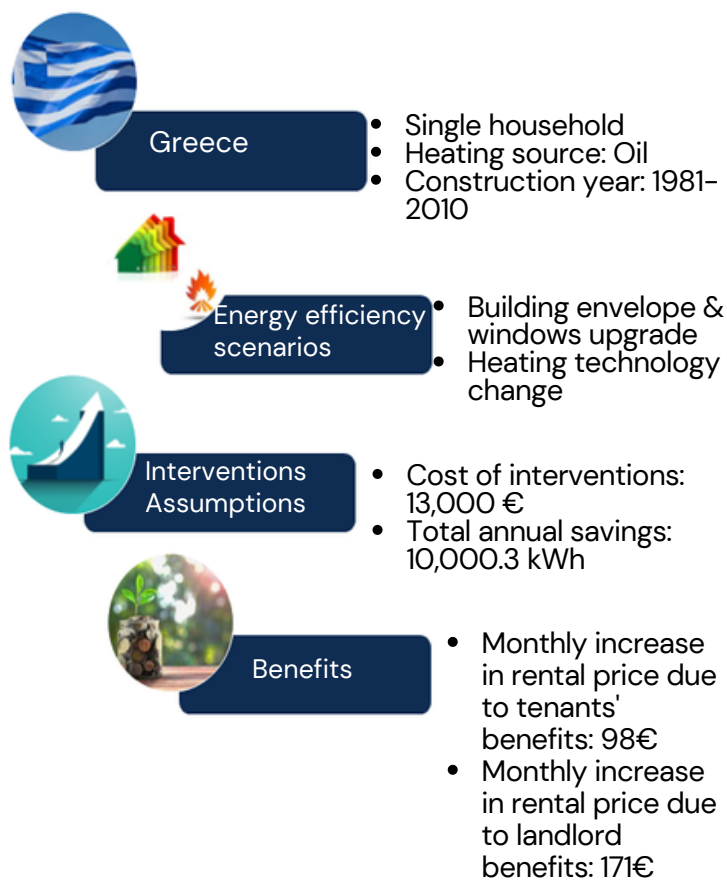 Greece
• Single household
• Heating source: Oil
• Construction year: 1981-
2010
Energy efficiency
scenarios
• Building envelope &
windows upgrade
• Heating technology
change
Interventions
Assumptions
• Cost of interventions:
13,000 €
• Total annual savings:
10,000.3 kWh
Benefits
• Monthly increase
in rental price due
to tenants'
benefits: 98€
• Monthly increase
in rental price due
to landlord
benefits: 171€